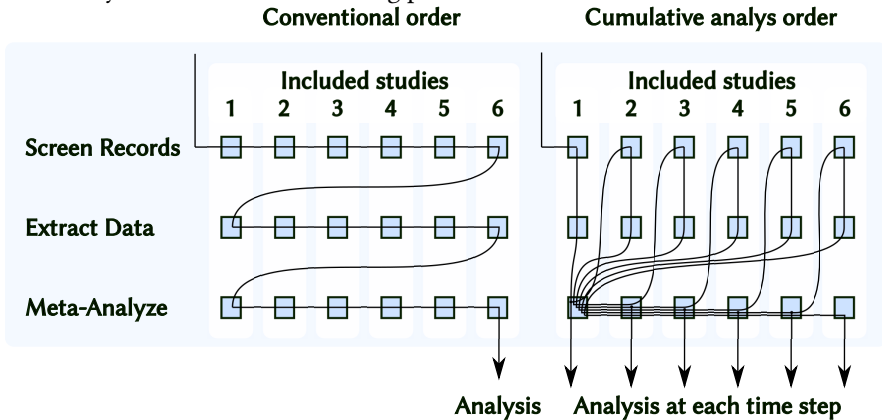 Conventional order
Cumulative analys order
Included studies
1 2 3 4 5 6
Included studies
1 2 3 4 5 6
Screen Records
Extract Data
Meta-Analyze
Analysis
Analysis at each time step